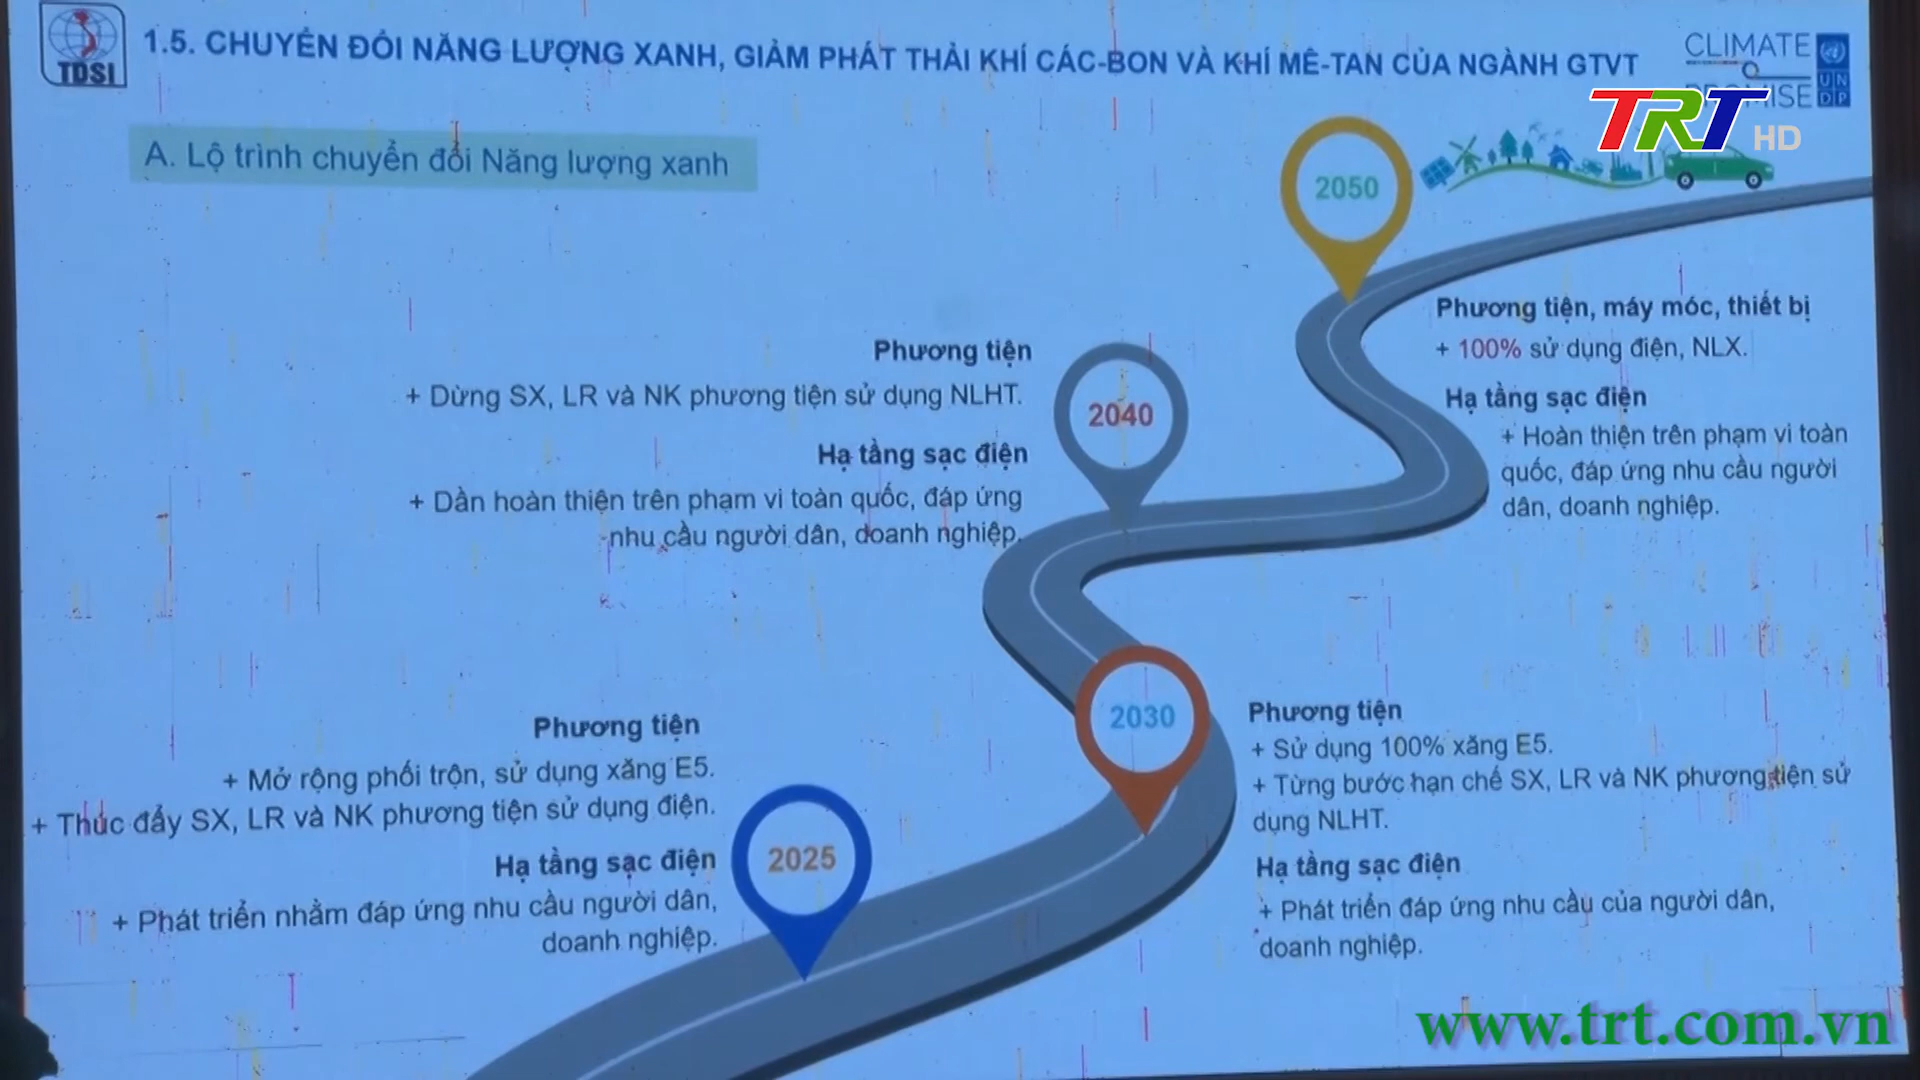 TDSI
1.5. CHUYỂN ĐỔI NĂNG LƯỢNG XANH, GIẢM PHÁT THẢI KHÍ CÁC-BON VÀ KHÍ MÊ-TAN CỦA NGÀNH GTVT
CLIMATE
UN
DP
TRT HD
A. Lộ trình chuyển đổi Năng lượng xanh
2050
Phương tiện, máy móc, thiết bị
+ 100% sử dụng điện, NLX.
Hạ tầng sạc điện
+ Hoàn thiện trên phạm vi toàn
quốc, đáp ứng nhu cầu người
dân, doanh nghiệp.
Phương tiện
+ Dừng SX, LR và NK phương tiện sử dụng NLHT.
Hạ tầng sạc điện
+ Dần hoàn thiện trên phạm vi toàn quốc, đáp ứng
nhu cầu người dân, doanh nghiệp.
2040
2030
Phương tiện
+ Sử dụng 100% xăng E5.
+ Từng bước hạn chế SX, LR và NK phương tiện sử
dụng NLHT.
Hạ tầng sạc điện
+ Phát triển đáp ứng nhu cầu của người dân,
doanh nghiệp.
Phương tiện
+ Mở rộng phối trộn, sử dụng xăng E5.
+ Thúc đẩy SX, LR và NK phương tiện sử dụng điện.
Hạ tầng sạc điện
+ Phát triển nhằm đáp ứng nhu cầu người dân,
doanh nghiệp.
2025
www.trt.com.vn